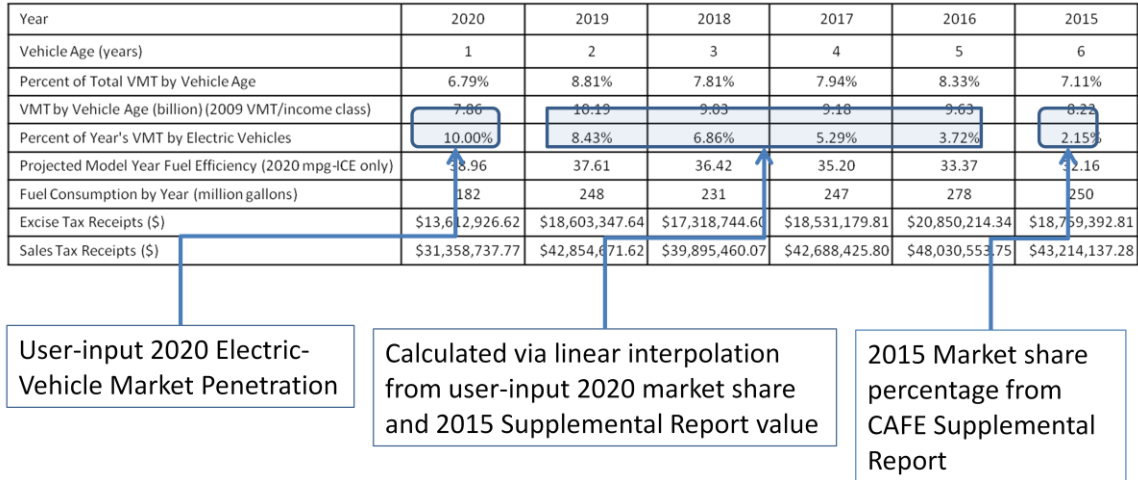 Year 2020 2019 2018 2017 2016 2015
Vehicle Age (years) 1 2 3 4 5 6
Percent of Total VMT by Vehicle Age 6.79% 8.81% 7.81% 7.94% 8.33% 7.11%
VMT by Vehicle Age (billion) (2009 VMT/income class) 7.86 10.19 9.03 9.18 9.63 8.22
Percent of Year's VMT by Electric Vehicles 10.00% 8.43% 6.86% 5.29% 3.72% 2.15%
Projected Model Year Fuel Efficiency (2020 mpg-ICE only) 38.96 37.61 36.42 35.20 33.37 32.16
Fuel Consumption by Year (million gallons) 182 248 231 247 278 250
Excise Tax Receipts ($) $13,612,926.62 $18,603,347.64 $17,318,744.60 $18,531,179.81 $20,850,214.34 $18,759,392.81
Sales Tax Receipts ($) $31,358,737.77 $42,854,671.62 $39,895,460.07 $42,688,425.80 $48,030,553.75 $43,214,137.28
User-input 2020 Electric-
Vehicle Market Penetration
Calculated via linear interpolation
from user-input 2020 market share
and 2015 Supplemental Report value
2015 Market share
percentage from
CAFE Supplemental
Report